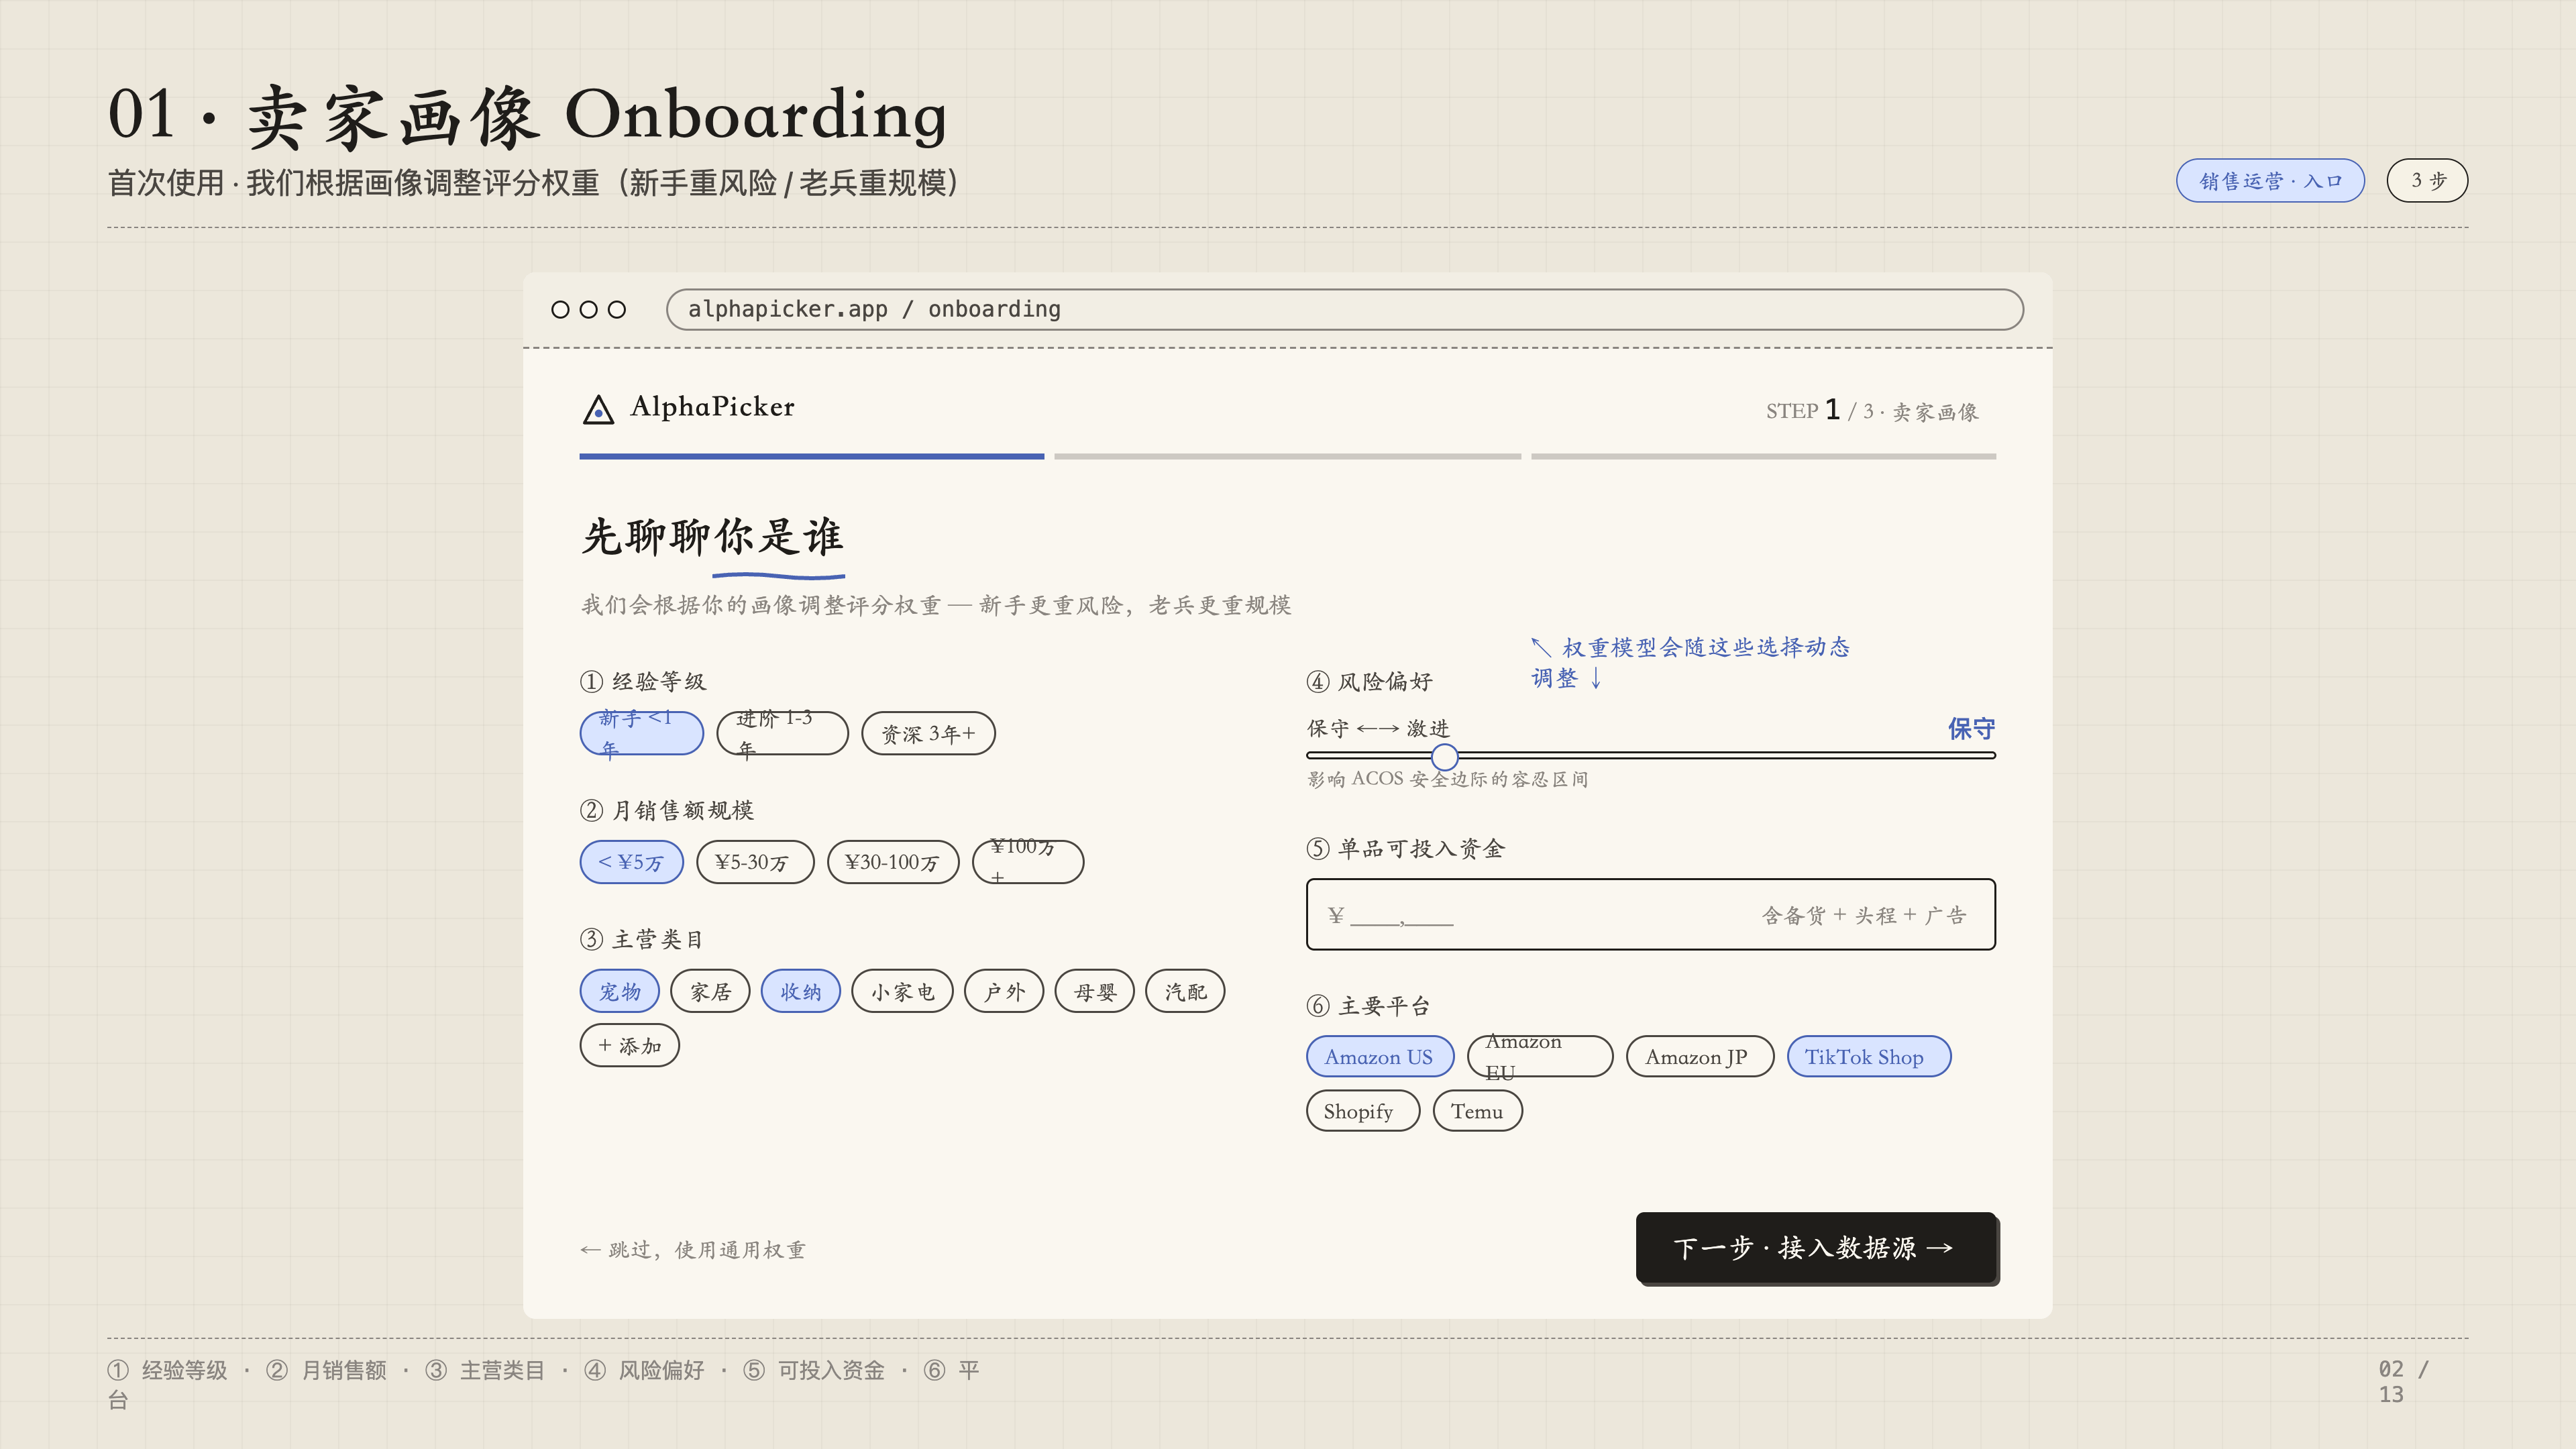 01 · 卖家画像 Onboarding
首次使用 · 我们根据画像调整评分权重（新手重风险 / 老兵重规模）
销售运营 · 入口
3 步
alphapicker.app / onboarding
AlphaPicker
STEP 1 / 3 · 卖家画像
先聊聊你是谁
我们会根据你的画像调整评分权重 — 新手更重风险，老兵更重规模
↖ 权重模型会随这些选择动态
调整 ↓
① 经验等级
新手 <1
年
进阶 1-3
年
资深 3年+
② 月销售额规模
< ¥5万
¥5-30万
¥30-100万
¥100万
+
③ 主营类目
宠物
家居
收纳
小家电
户外
母婴
汽配
+ 添加
④ 风险偏好
保守 ←→ 激进
保守
影响 ACOS 安全边际的容忍区间
⑤ 单品可投入资金
¥ ____,____
含备货 + 头程 + 广告
⑥ 主要平台
Amazon US
Amazon
EU
Amazon JP
TikTok Shop
Shopify
Temu
← 跳过，使用通用权重
下一步 · 接入数据源 →
① 经验等级 · ② 月销售额 · ③ 主营类目 · ④ 风险偏好 · ⑤ 可投入资金 · ⑥ 平
台
02 /
13